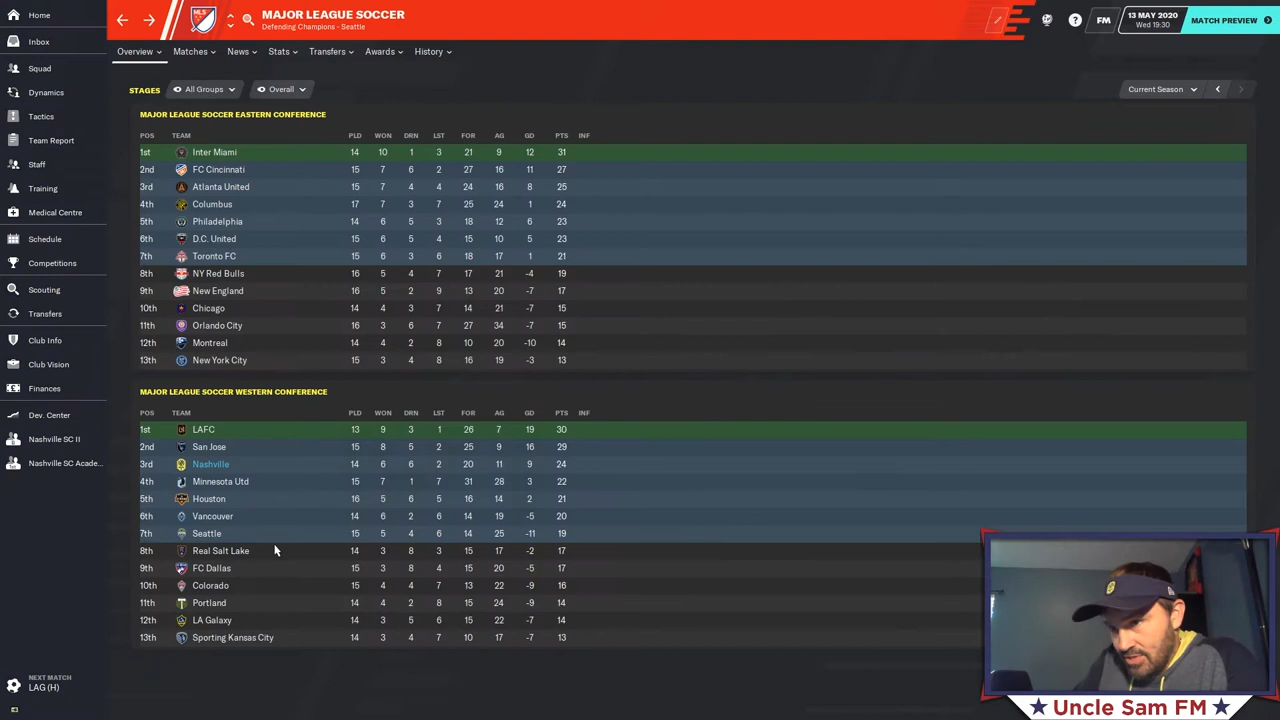 Home
Inbox
Squad
Dynamics
Tactics
Team Report
Staff
Training
Medical Centre
Schedule
Competitions
Scouting
Transfers
Club Info
Club Vision
Finances
Dev. Center
Nashville SC II
Nashville SC Acade...
NEXT MATCH
LAG (H)
MLS
MAJOR LEAGUE SOCCER
Defending Champions - Seattle
?
FM
13 MAY 2020
Wed 19:30
MATCH PREVIEW
Overview Matches News Stats Transfers Awards History
STAGES All Groups Overall Current Season
MAJOR LEAGUE SOCCER EASTERN CONFERENCE
POS TEAM PLD WON DRN LST FOR AG GD PTS INF
1st Inter Miami 14 10 1 3 21 9 12 31
2nd FC Cincinnati 15 7 6 2 27 16 11 27
3rd Atlanta United 15 7 4 4 24 16 8 25
4th Columbus 17 7 3 7 25 24 1 24
5th Philadelphia 14 6 5 3 18 12 6 23
6th D.C. United 15 6 5 4 15 10 5 23
7th Toronto FC 15 6 3 6 18 17 1 21
8th NY Red Bulls 16 5 4 7 17 21 -4 19
9th New England 16 5 2 9 13 20 -7 17
10th Chicago 14 4 3 7 14 21 -7 15
11th Orlando City 16 3 6 7 27 34 -7 15
12th Montreal 14 4 2 8 10 20 -10 14
13th New York City 15 3 4 8 16 19 -3 13
MAJOR LEAGUE SOCCER WESTERN CONFERENCE
POS TEAM PLD WON DRN LST FOR AG GD PTS INF
1st LAFC 13 9 3 1 26 7 19 30
2nd San Jose 15 8 5 2 25 9 16 29
3rd Nashville 14 6 6 2 20 11 9 24
4th Minnesota Utd 15 7 1 7 31 28 3 22
5th Houston 16 5 6 5 16 14 2 21
6th Vancouver 14 6 2 6 14 19 -5 20
7th Seattle 15 5 4 6 14 25 -11 19
8th Real Salt Lake 14 3 8 3 15 17 -2 17
9th FC Dallas 15 3 8 4 15 20 -5 17
10th Colorado 15 4 4 7 13 22 -9 16
11th Portland 14 4 2 8 15 24 -9 14
12th LA Galaxy 14 3 5 6 15 22 -7 14
13th Sporting Kansas City 14 3 4 7 10 17 -7 13
Uncle Sam FM